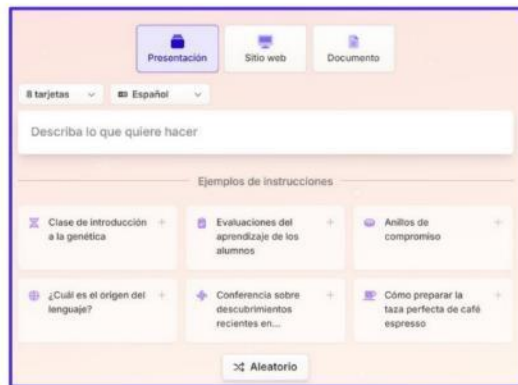 Presentación
Sitio web
Documento
8 tarjetas
Español
Describa lo que quiere hacer
Ejemplos de instrucciones
Clase de introducción
a la genética
Evaluaciones del
aprendizaje de los
alumnos
Anillos de
compromiso
¿Cuál es el origen del
lenguaje?
Conferencia sobre
descubrimientos
recientes en...
Cómo preparar la
taza perfecta de café
espresso
Aleatorio